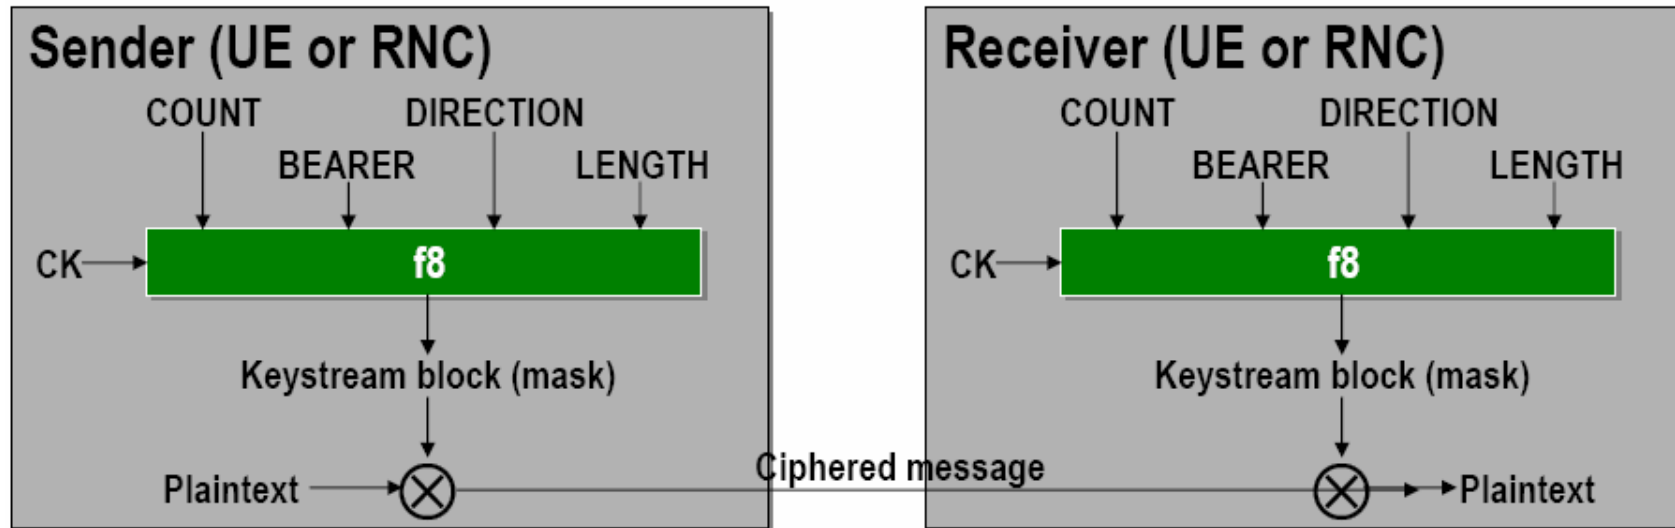 Sender (UE or RNC)
COUNT DIRECTION
BEARER LENGTH
CK f8
Keystream block (mask)
Plaintext
Ciphered message
Receiver (UE or RNC)
COUNT DIRECTION
BEARER LENGTH
CK f8
Keystream block (mask)
Plaintext